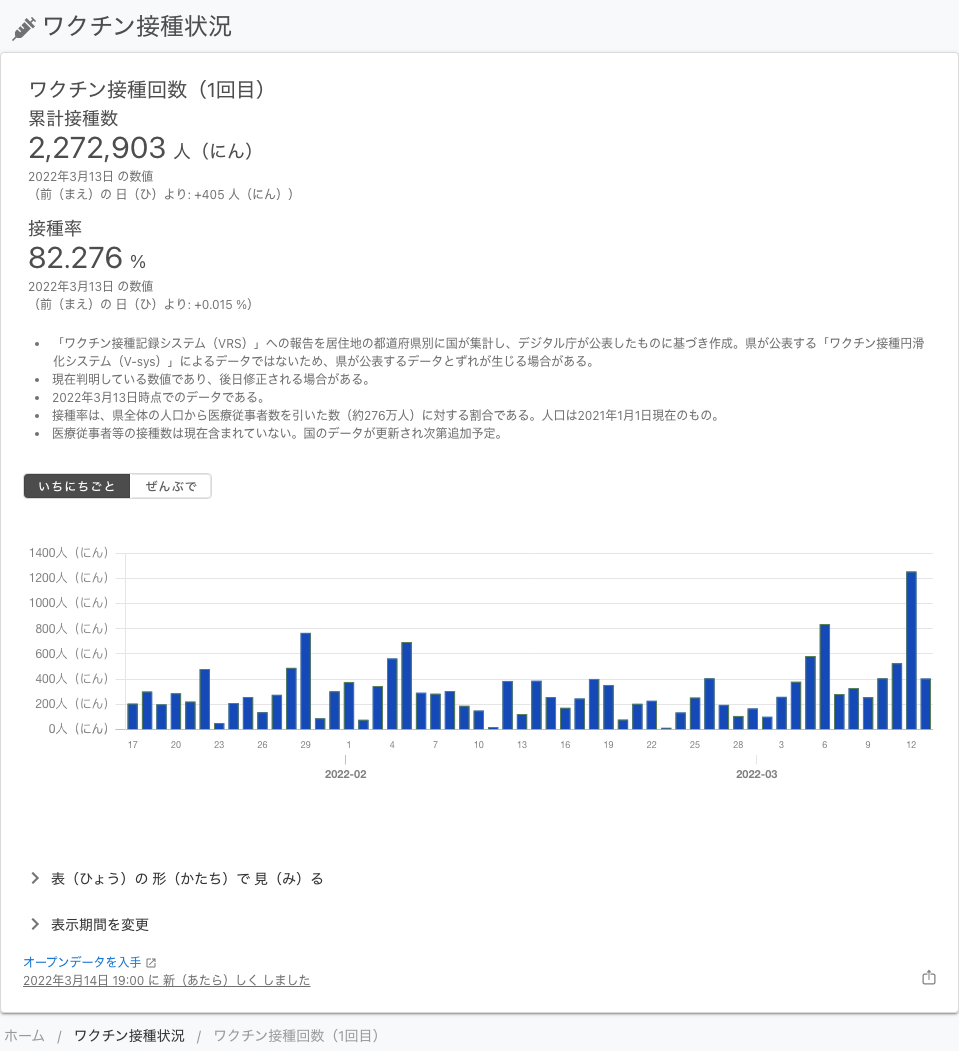 ワクチン接種状況
ワクチン接種回数（1回目）
累計接種数
2,272,903 人（にん）
2022年3月13日 の数値
（前（まえ）の 日（ひ）より: +405 人（にん））
接種率
82.276 %
2022年3月13日 の数値
（前（まえ）の 日（ひ）より: +0.015 %）
• 「ワクチン接種記録システム（VRS）」への報告を居住地の都道府県別に国が集計し、デジタル庁が公表したものに基づき作成。県が公表する「ワクチン接種円滑
化システム（V-sys）」によるデータではないため、県が公表するデータとずれが生じる場合がある。
• 現在判明している数値であり、後日修正される場合がある。
• 2022年3月13日時点でのデータである。
• 接種率は、県全体の人口から医療従事者数を引いた数（約276万人）に対する割合である。人口は2021年1月1日現在のもの。
• 医療従事者等の接種数は現在含まれていない。国のデータが更新され次第追加予定。
いちにちごと ぜんぶで
1400人（にん）
1200人（にん）
1000人（にん）
800人（にん）
600人（にん）
400人（にん）
200人（にん）
0人（にん）
17 20 23 26 29 1 4 7 10 13 16 19 22 25 28 3 6 9 12
2022-02 2022-03
表（ひょう）の 形（かたち）で 見（み）る
表示期間を変更
オープンデータを入手
2022年3月14日 19:00 に 新（あたら）しく しました
ホーム / ワクチン接種状況 / ワクチン接種回数（1回目）